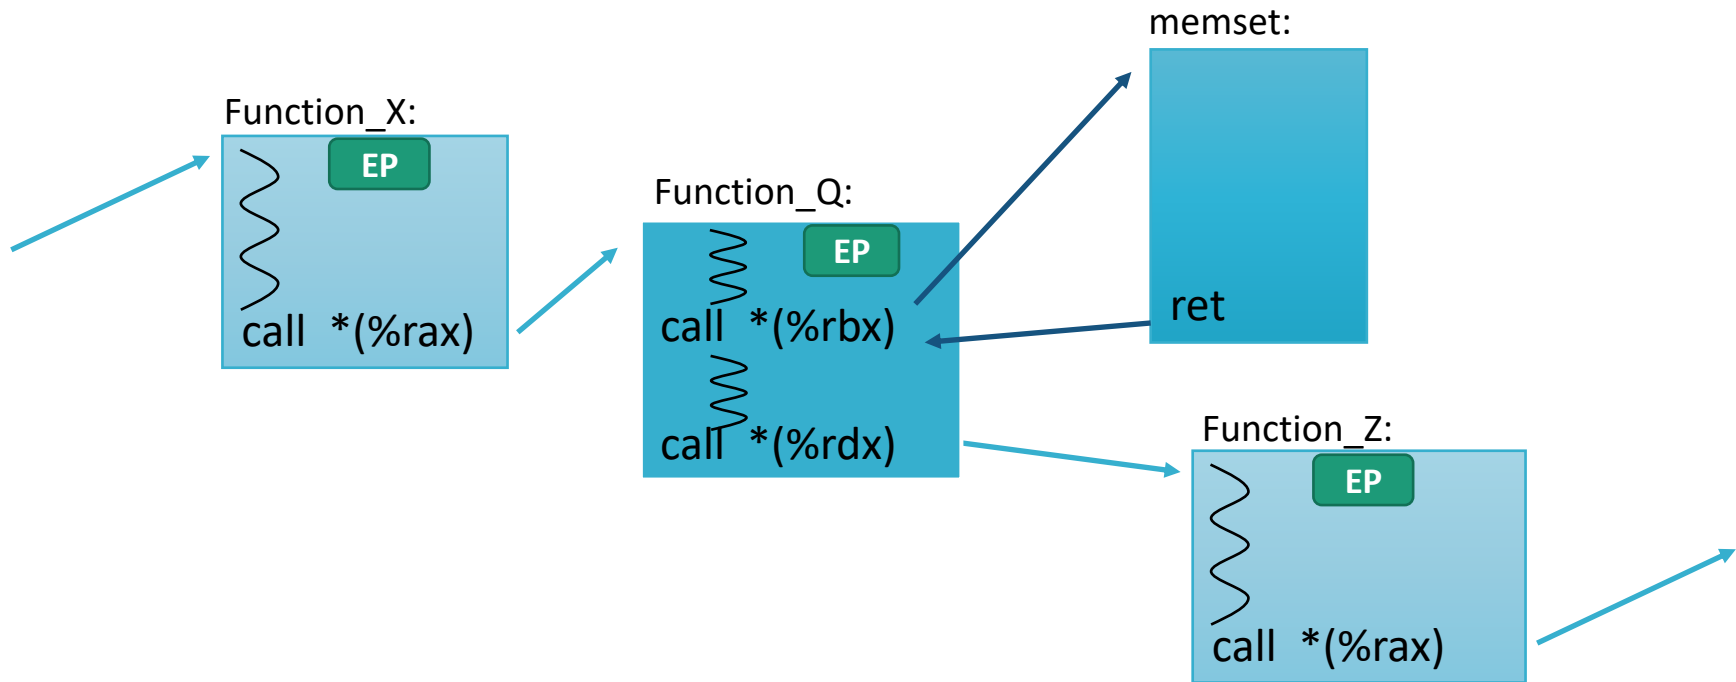 memset:
Function_X:
EP
call *(%rax)
Function_Q:
EP
call *(%rbx)
call *(%rdx)
ret
Function_Z:
EP
call *(%rax)